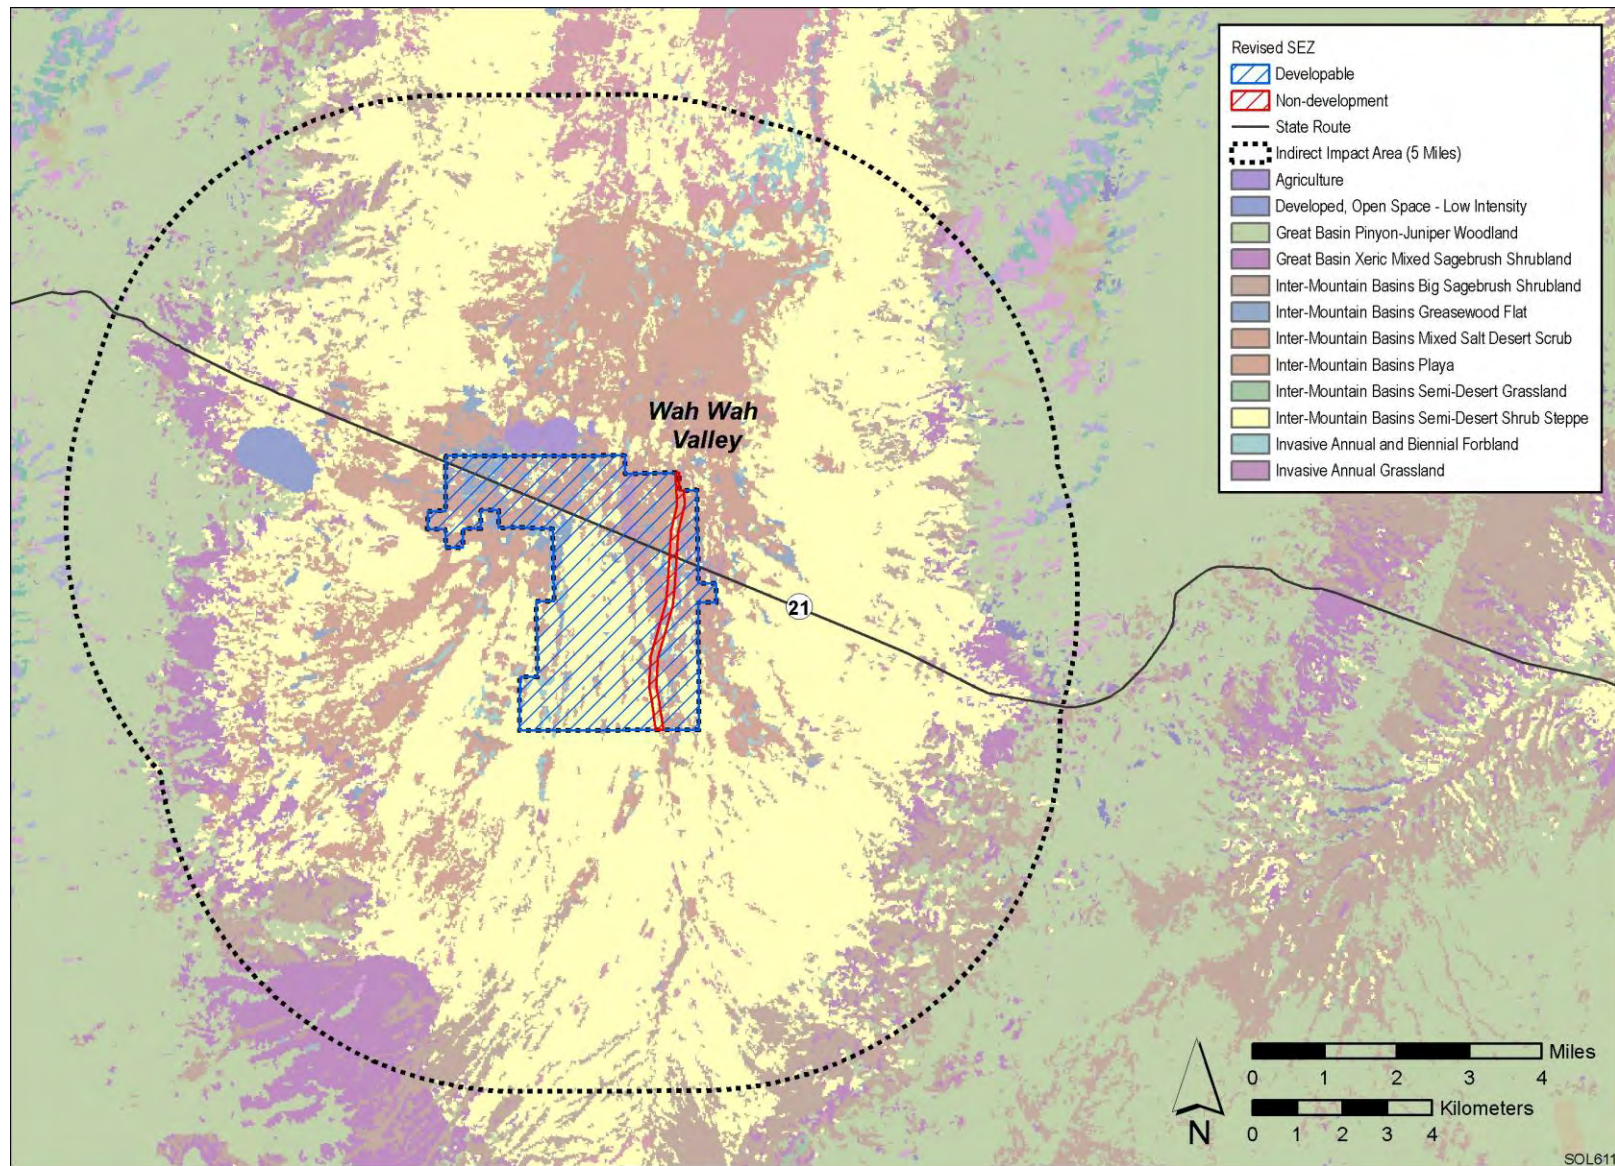 Revised SEZ
Developable
Non-development
State Route
Indirect Impact Area (5 Miles)
Agriculture
Developed, Open Space - Low Intensity
Great Basin Pinyon-Juniper Woodland
Great Basin Xeric Mixed Sagebrush Shrubland
Inter-Mountain Basins Big Sagebrush Shrubland
Inter-Mountain Basins Greasewood Flat
Inter-Mountain Basins Mixed Salt Desert Scrub
Inter-Mountain Basins Playa
Inter-Mountain Basins Semi-Desert Grassland
Inter-Mountain Basins Semi-Desert Shrub Steppe
Invasive Annual and Biennial Forbland
Invasive Annual Grassland
Wah Wah
Valley
21
Miles
0 1 2 3 4
Kilometers
0 1 2 3 4
N
SOL611